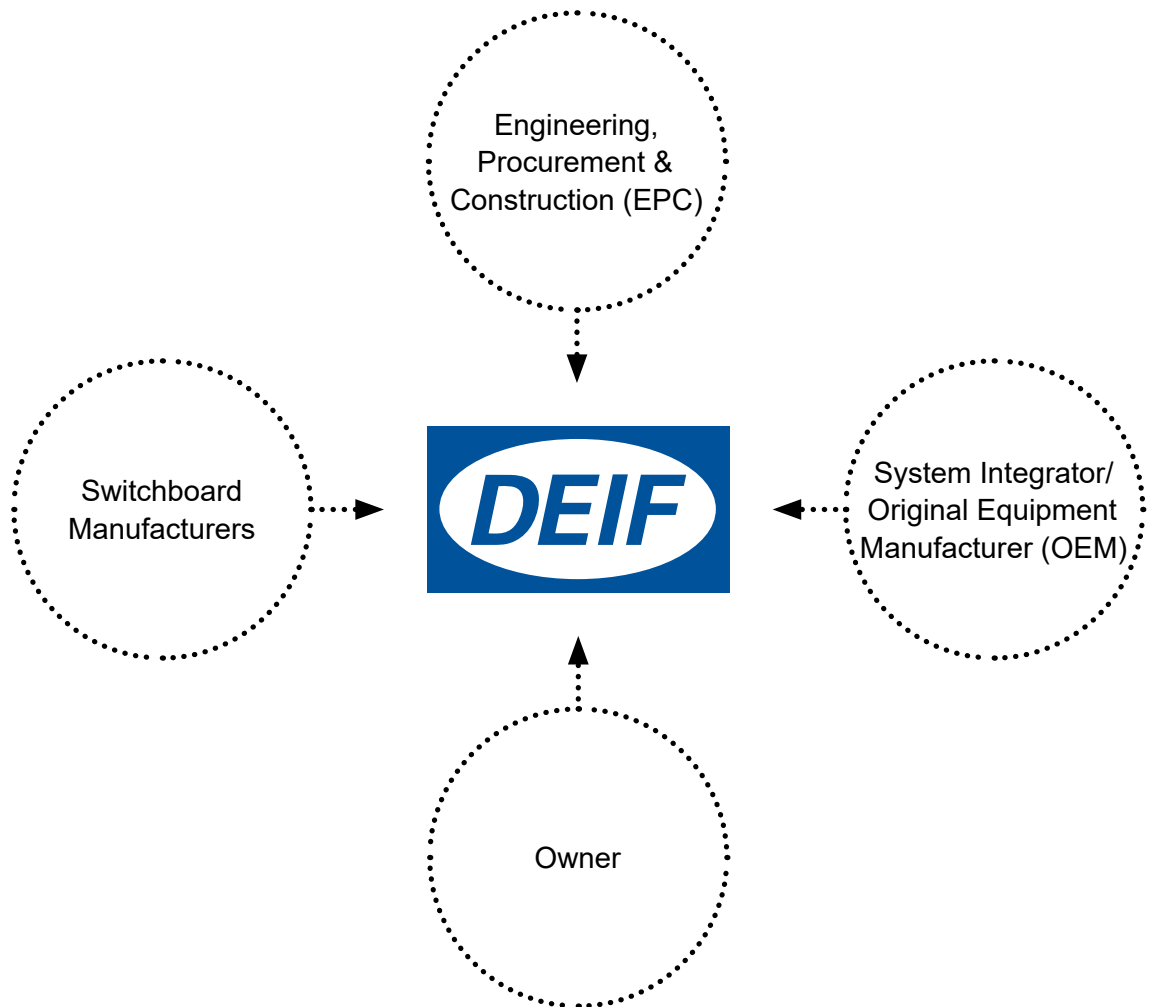 Engineering,
Procurement &
Construction (EPC)
Switchboard
Manufacturers
DEIF
System Integrator/
Original Equipment
Manufacturer (OEM)
Owner